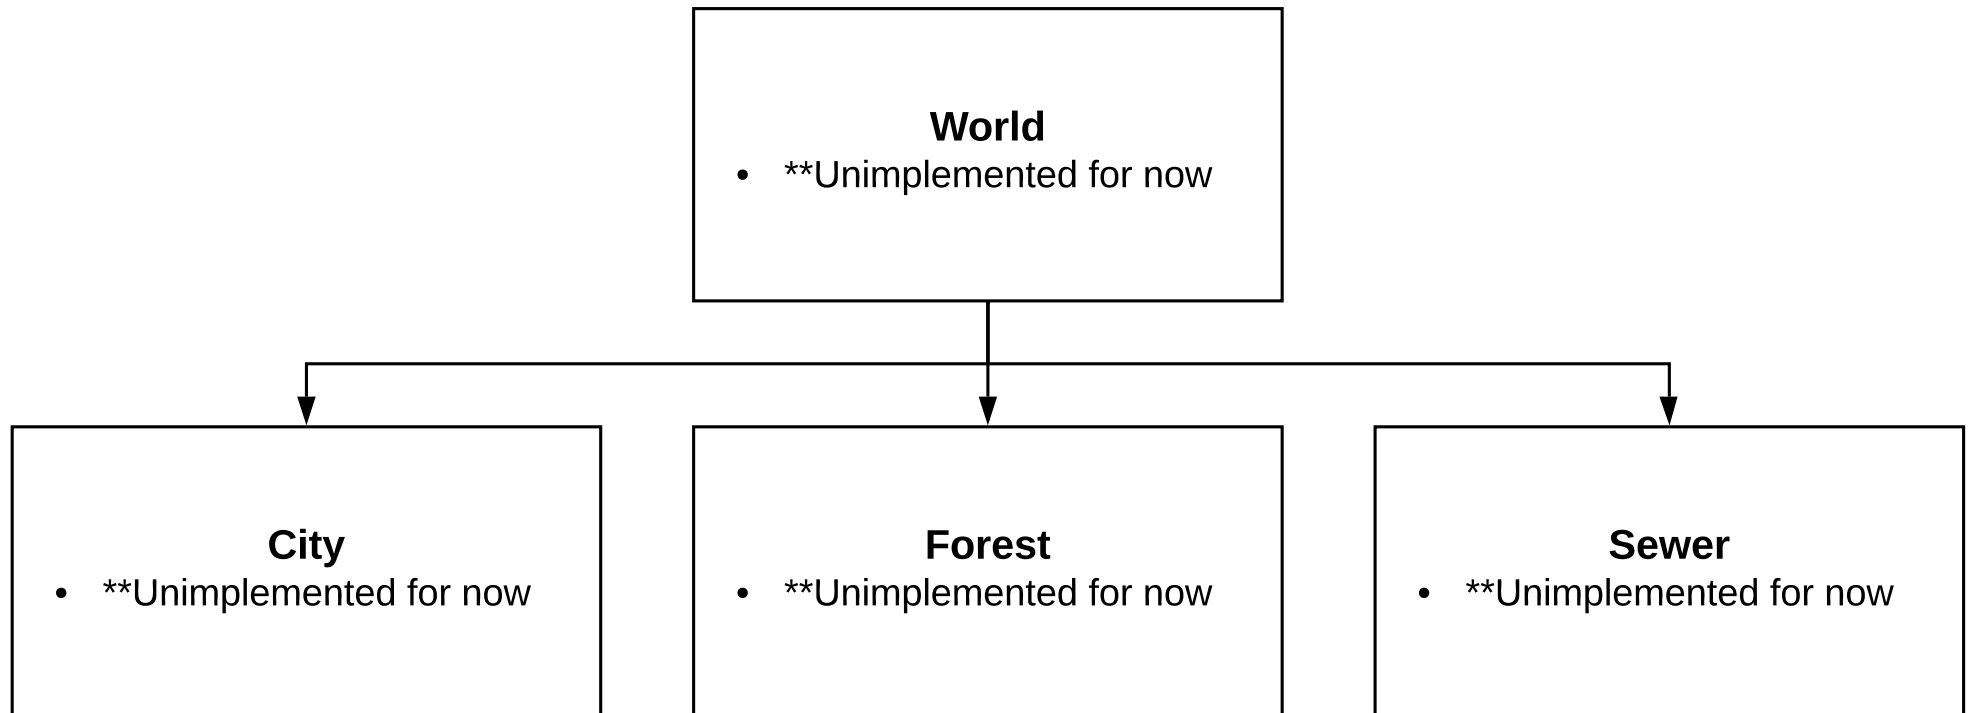 World
• **Unimplemented for now
City
• **Unimplemented for now
Forest
• **Unimplemented for now
Sewer
• **Unimplemented for now